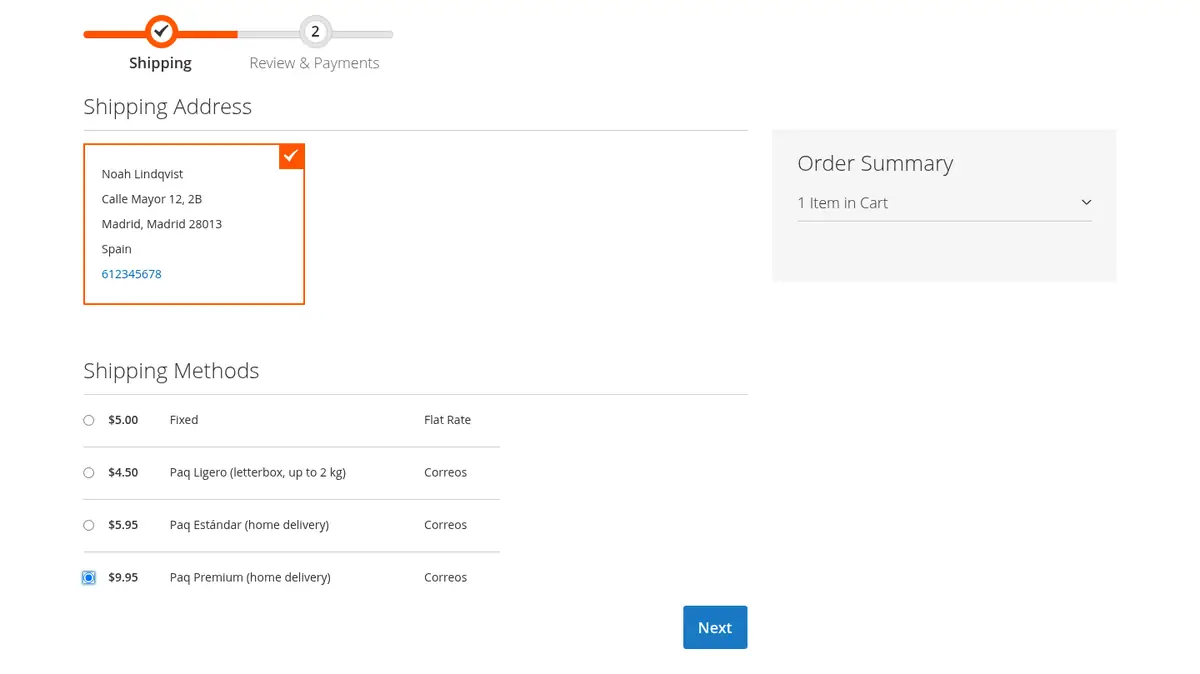 2
Shipping
Review & Payments
Shipping Address
Noah Lindqvist
Calle Mayor 12, 2B
Madrid, Madrid 28013
Spain
612345678
Order Summary
1 Item in Cart
Shipping Methods
$5.00 Fixed Flat Rate
$4.50 Paq Ligero (letterbox, up to 2 kg) Correos
$5.95 Paq Estándar (home delivery) Correos
$9.95 Paq Premium (home delivery) Correos
Next